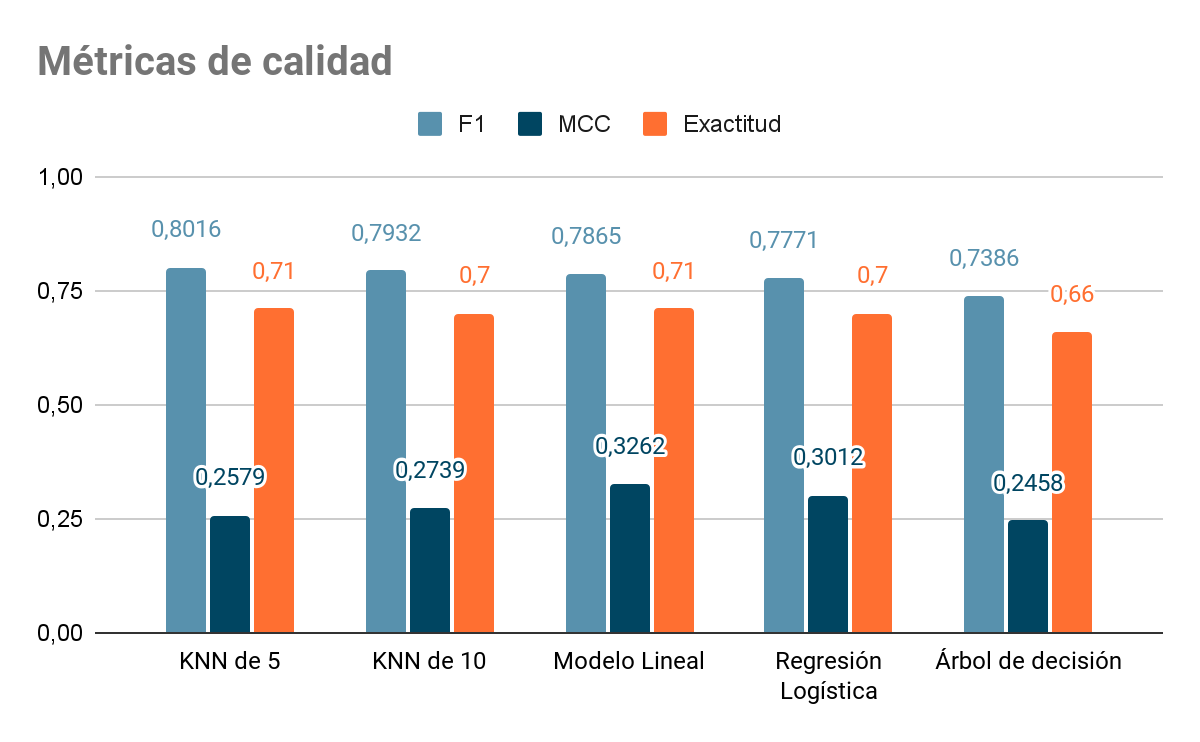 Métricas de calidad
F1 MCC Exactitud
1,00
0,75
0,50
0,25
0,00
0,8016 0,2579 0,71
0,7932 0,2739 0,7
0,7865 0,3262 0,71
0,7771 0,3012 0,7
0,7386 0,2458 0,66
KNN de 5
KNN de 10
Modelo Lineal
Regresión
Logística
Árbol de decisión